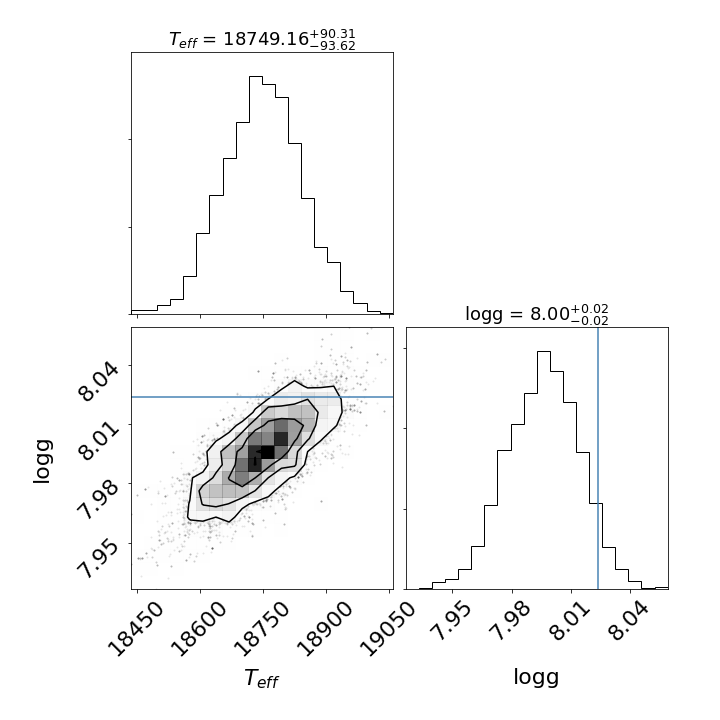 T_eff = 18749.16^{+90.31}_{−93.62}
logg = 8.00^{+0.02}_{−0.02}
8.04
8.01
7.98
7.95
logg
18450
18600
18750
18900
19050
7.95
7.98
8.01
8.04
T_eff
logg